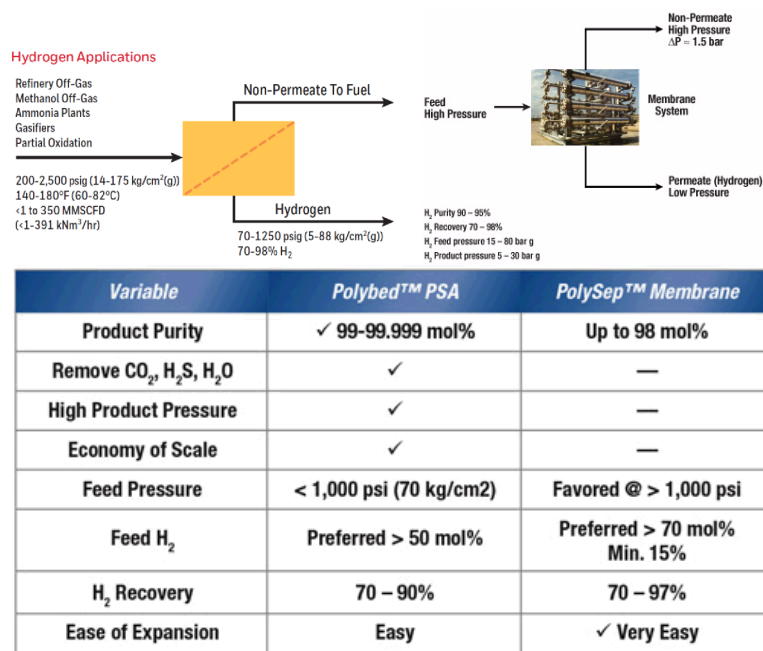 Hydrogen Applications
Refinery Off-Gas
Methanol Off-Gas
Ammonia Plants
Gasifiers
Partial Oxidation
200-2,500 psig (14-175 kg/cm²(g))
140-180°F (60-82°C)
<1 to 350 MMSCFD
(<1-391 kNm³/hr)
Non-Permeate To Fuel
Hydrogen
70-1250 psig (5-88 kg/cm²(g))
70-98% H₂
Feed
High Pressure
Non-Permeate
High Pressure
ΔP = 1.5 bar
Membrane
System
Permeate (Hydrogen)
Low Pressure
H₂ Purity 90 – 95%
H₂ Recovery 70 – 98%
H₂ Feed pressure 15 – 80 bar g
H₂ Product pressure 5 – 30 bar g
Variable Polybed™ PSA PolySep™ Membrane
Product Purity ✓ 99-99.999 mol% Up to 98 mol%
Remove CO₂, H₂S, H₂O ✓ —
High Product Pressure ✓ —
Economy of Scale ✓ —
Feed Pressure < 1,000 psi (70 kg/cm2) Favored @ > 1,000 psi
Feed H₂ Preferred > 50 mol% Preferred > 70 mol%
Min. 15%
H₂ Recovery 70 – 90% 70 – 97%
Ease of Expansion Easy ✓ Very Easy